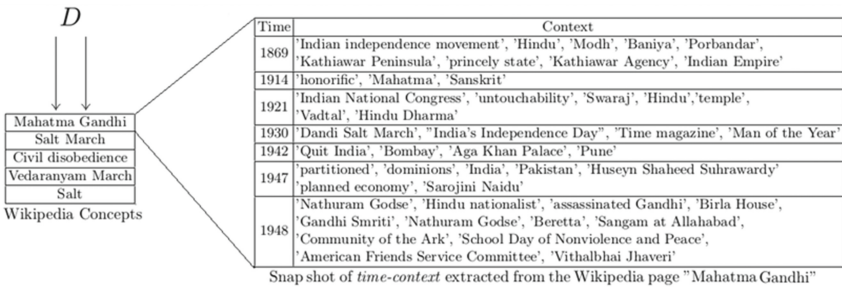 D
Mahatma Gandhi
Salt March
Civil disobedience
Vedaranyam March
Salt
Wikipedia Concepts
Time Context
1869 'Indian independence movement', 'Hindu', 'Modh', 'Baniya', 'Porbandar',
'Kathiawar Peninsula', 'princely state', 'Kathiawar Agency', 'Indian Empire'
1914 'honorific', 'Mahatma', 'Sanskrit'
1921 'Indian National Congress', 'untouchability', 'Swaraj', 'Hindu','temple',
'Vadtal', 'Hindu Dharma'
1930 'Dandi Salt March', "India's Independence Day", 'Time magazine', 'Man of the Year'
1942 'Quit India', 'Bombay', 'Aga Khan Palace', 'Pune'
1947 'partitioned', 'dominions', 'India', 'Pakistan', 'Huseyn Shaheed Suhrawardy'
'planned economy', 'Sarojini Naidu'
1948 'Nathuram Godse', 'Hindu nationalist', 'assassinated Gandhi', 'Birla House',
'Gandhi Smriti', 'Nathuram Godse', 'Beretta', 'Sangam at Allahabad',
'Community of the Ark', 'School Day of Nonviolence and Peace',
'American Friends Service Committee', 'Vithalbhai Jhaveri'
Snap shot of time-context extracted from the Wikipedia page "Mahatma Gandhi"